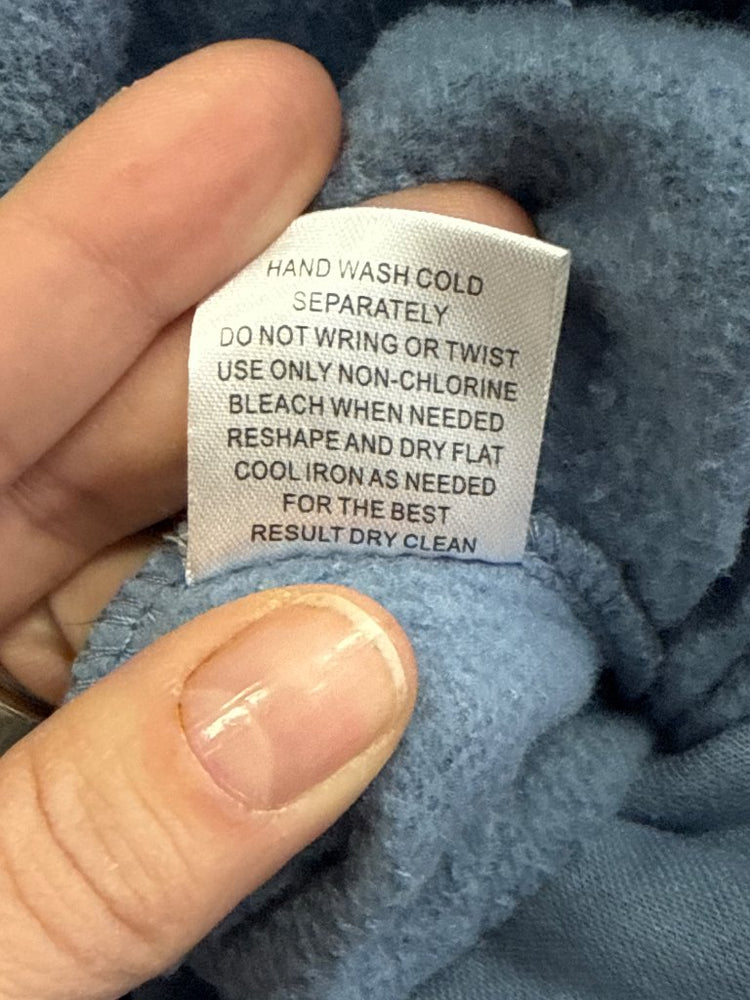 HAND WASH COLD
SEPARATELY
DO NOT WRING OR TWIST
USE ONLY NON-CHLORINE
BLEACH WHEN NEEDED
RESHAPE AND DRY FLAT
COOL IRON AS NEEDED
FOR THE BEST
RESULT DRY CLEAN